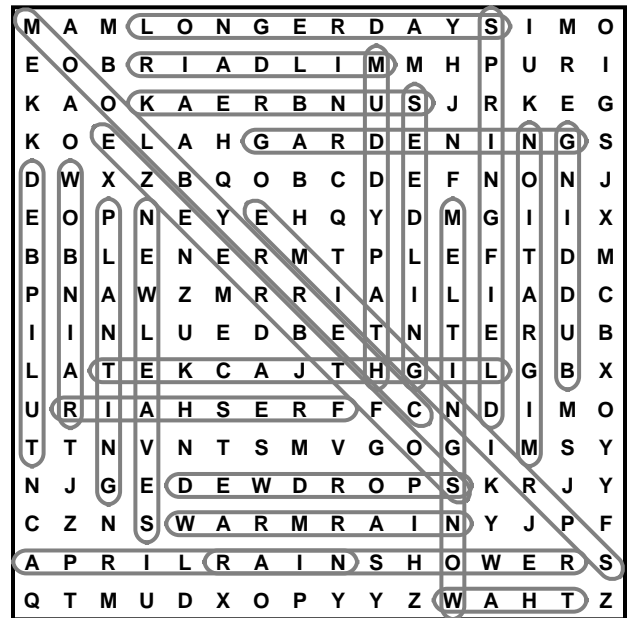 M A M L O N G E R D A Y S I M O
E O B R I A D L I M M H P U R I
K A O K A E R B N U S J R K E G
K O E L A H G A R D E N I N G S
D W X Z B Q O B C D E F N O N J
E O P N E Y E H Q Y D M G I I X
B B L E N E R M T P L E F T D M
P N A W Z M R R I A I L I A D C
I I N L U E D B E T N T E R U B
L A T E K C A J T H G I L G B X
U R I A H S E R F F C N D I M O
T T N V N T S M V G O G I M S Y
N J G E D E W D R O P S K R J Y
C Z N S W A R M R A I N Y J P F
A P R I L R A I N S H O W E R S
Q T M U D X O P Y Y Z W A H T Z